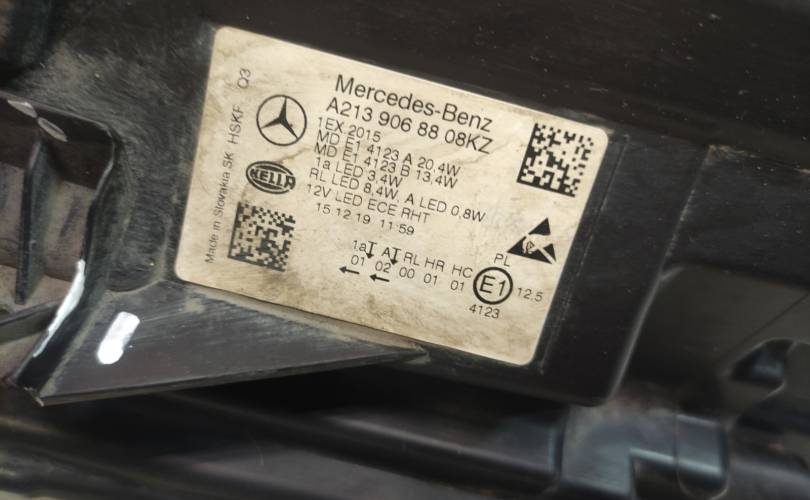 Mercedes-Benz
A213 906 88 08KZ
1EX.2015
MD E1 4123 A 20,4W
MD E1 4123 B 13,4W
1a LED 3,4W
RL LED 8,4W, A LED 0,8W
12V LED ECE RHT
15 12 19 11:59
HELLA
Made in Slovakia SK HSKF Q3
1a A RL HR HC PL
01 02 00 01 01 E1 12.5
4123